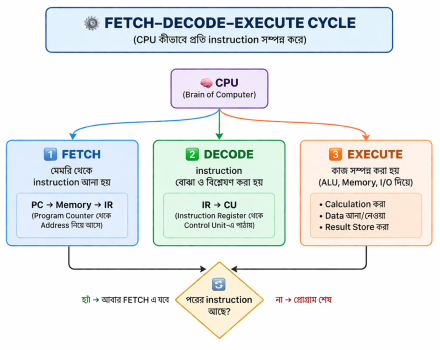 FETCH–DECODE–EXECUTE CYCLE
(CPU কীভাবে প্রতি instruction সম্পন্ন করে)
CPU
(Brain of Computer)
1 FETCH
মেমরি থেকে
instruction আনা হয়
PC → Memory → IR
(Program Counter থেকে
Address নিয়ে আসে)
2 DECODE
instruction
বোঝা ও বিশ্লেষণ করা হয়
IR → CU
(Instruction Register থেকে
Control Unit-এ পাঠায়)
3 EXECUTE
কাজ সম্পন্ন করা হয়
(ALU, Memory, I/O দিয়ে)
• Calculation করা
• Data আনা/নেওয়া
• Result Store করা
হ্যাঁ → আবার FETCH এ যবে
পরের instruction
আছে?
না → প্রোগ্রাম শেষ